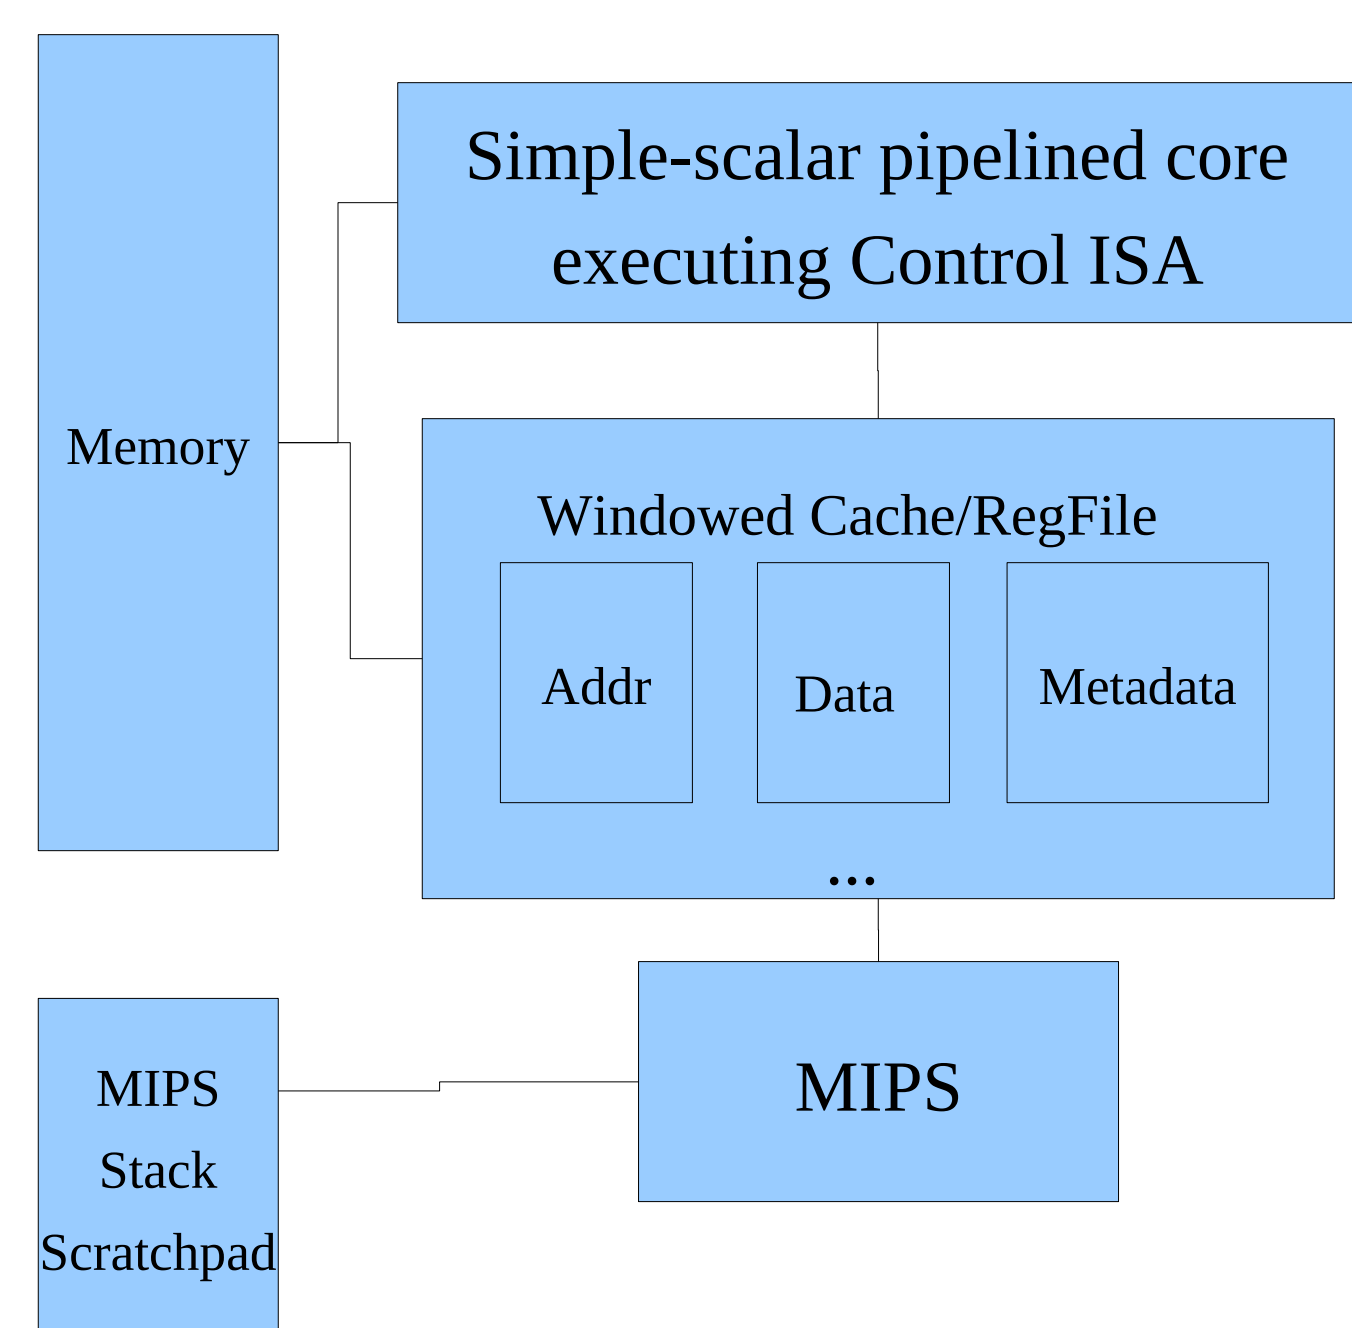 Simple-scalar pipelined core
executing Control ISA
Memory
Windowed Cache/RegFile
Addr
Data
Metadata
...
MIPS
MIPS
Stack
Scratchpad